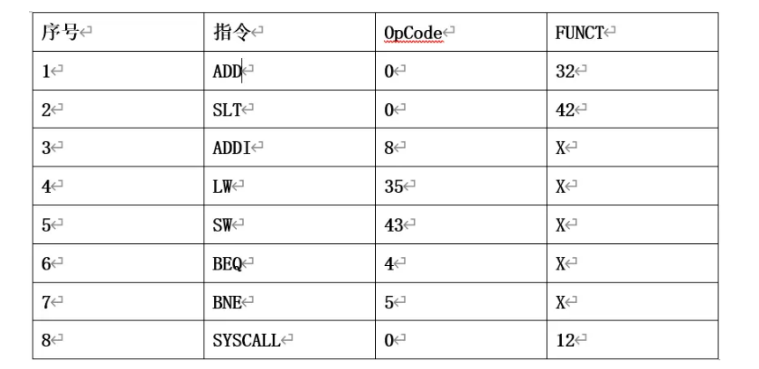 序号 指令 OpCode FUNCT
1 ADD 0 32
2 SLT 0 42
3 ADDI 8 X
4 LW 35 X
5 SW 43 X
6 BEQ 4 X
7 BNE 5 X
8 SYSCALL 0 12